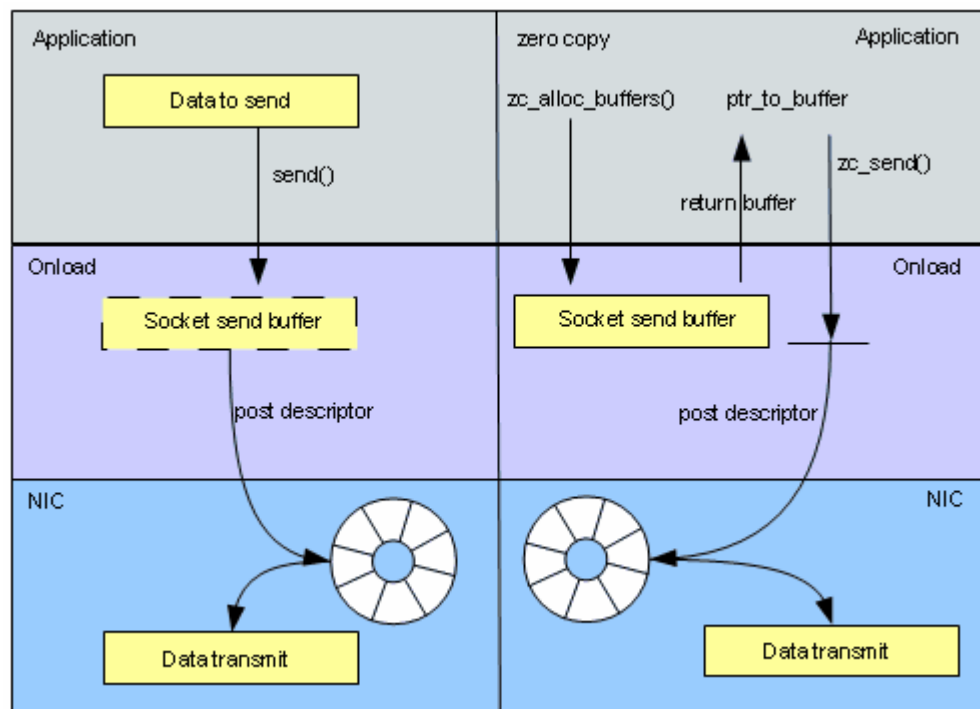 Application
Data to send
send()
Onload
Socket send buffer
post descriptor
NIC
Data transmit
zero copy
Application
zc_alloc_buffers()
ptr_to_buffer
zc_send()
return buffer
Onload
Socket send buffer
post descriptor
NIC
Data transmit